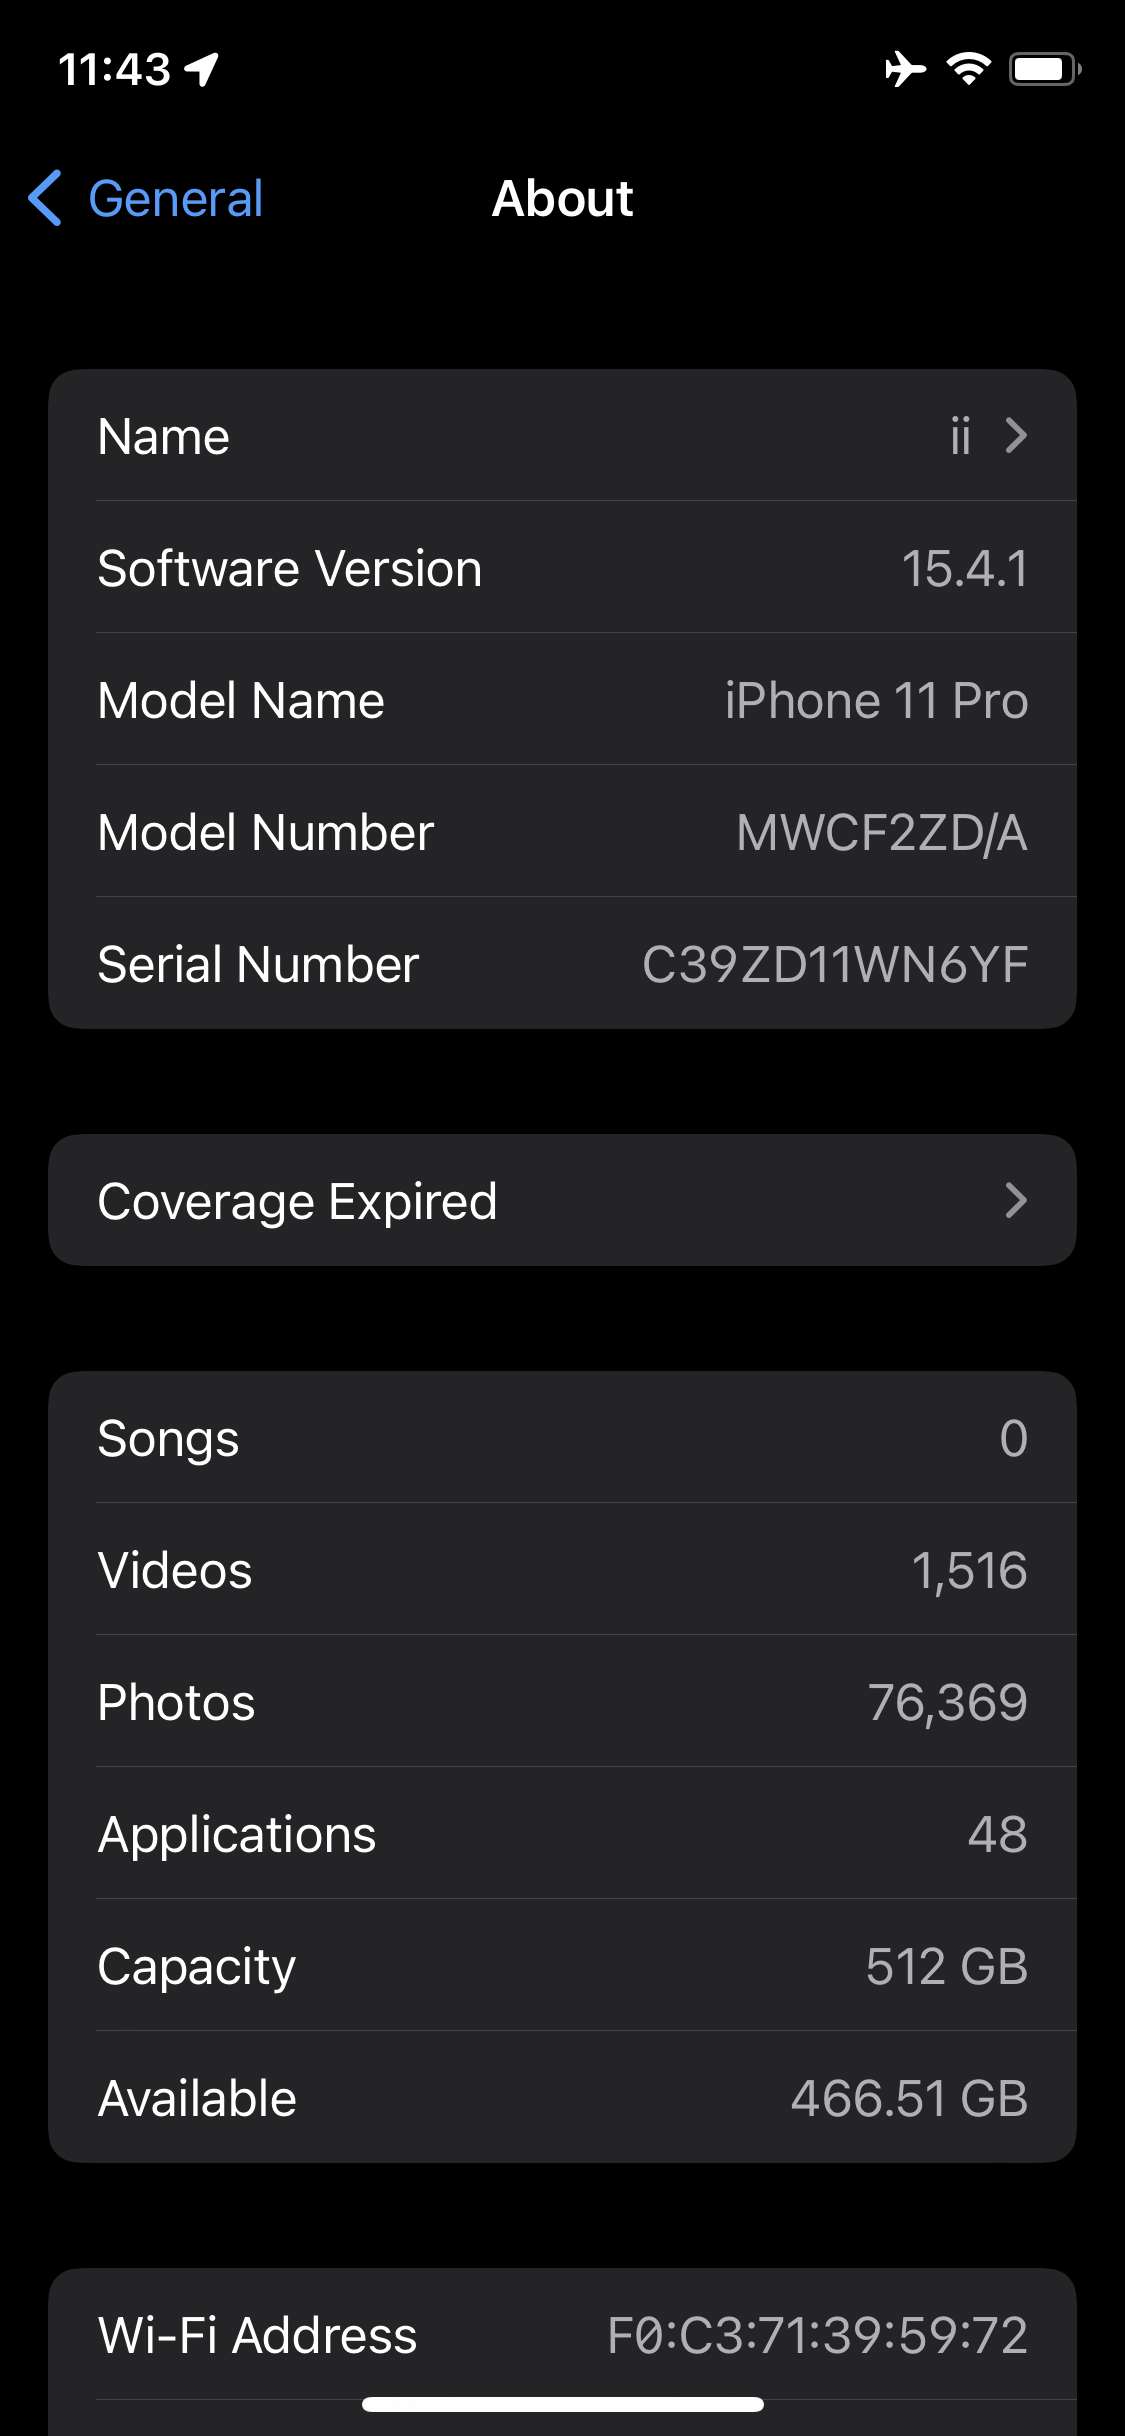 11:43
General
About
Name ii
Software Version 15.4.1
Model Name iPhone 11 Pro
Model Number MWCF2ZD/A
Serial Number C39ZD11WN6YF
Coverage Expired
Songs 0
Videos 1,516
Photos 76,369
Applications 48
Capacity 512 GB
Available 466.51 GB
Wi-Fi Address F0:C3:71:39:59:72